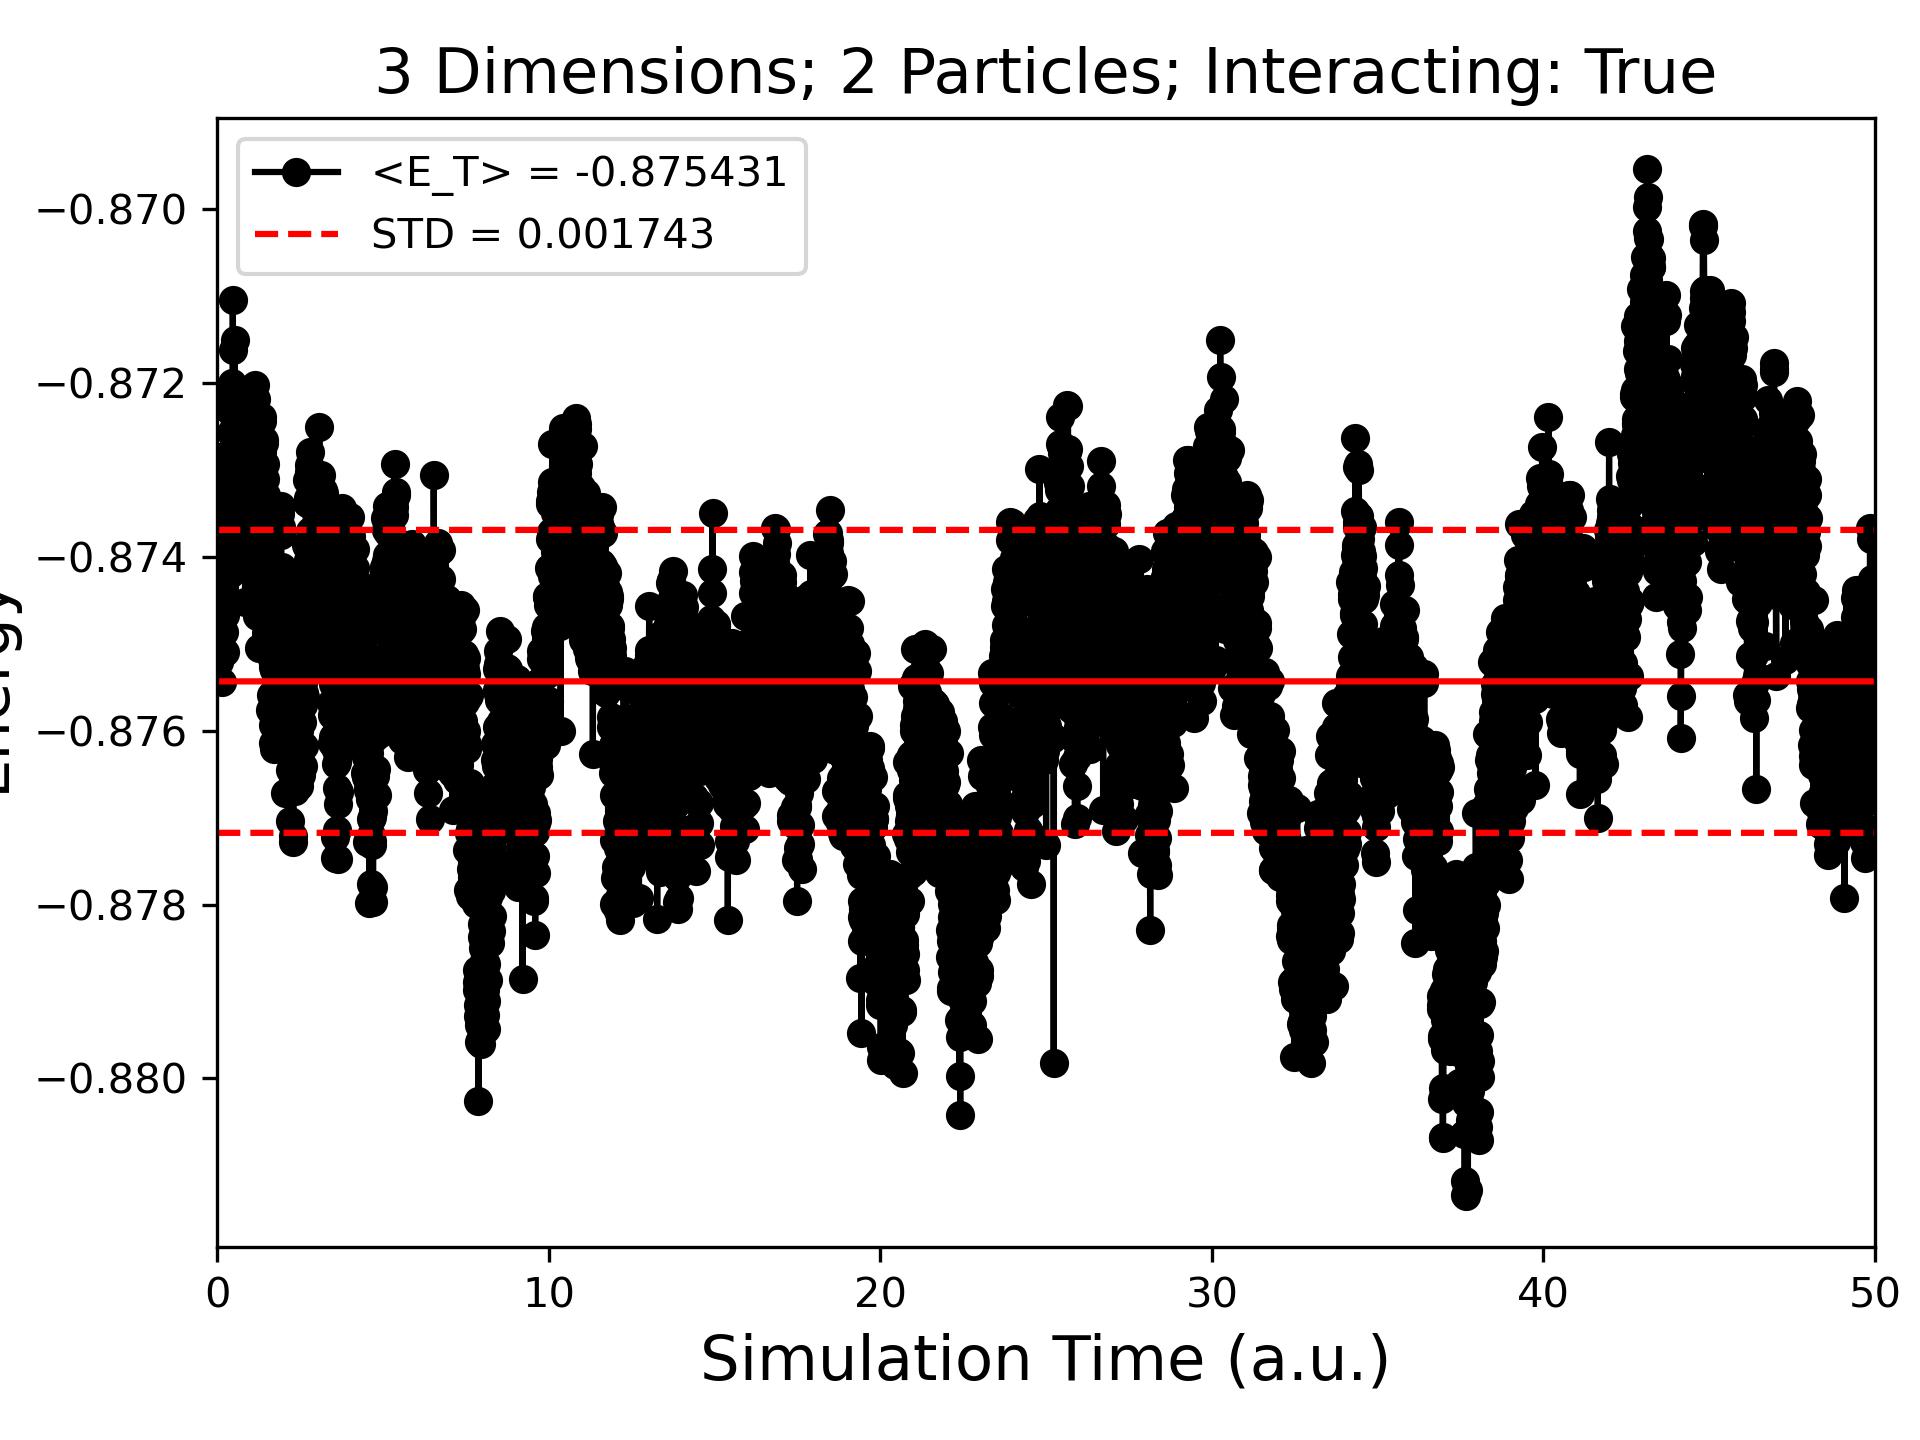 3 Dimensions; 2 Particles; Interacting: True
<E_T> = -0.875431
STD = 0.001743
−0.870
−0.872
−0.874
−0.876
−0.878
−0.880
Energy
0 10 20 30 40 50
Simulation Time (a.u.)